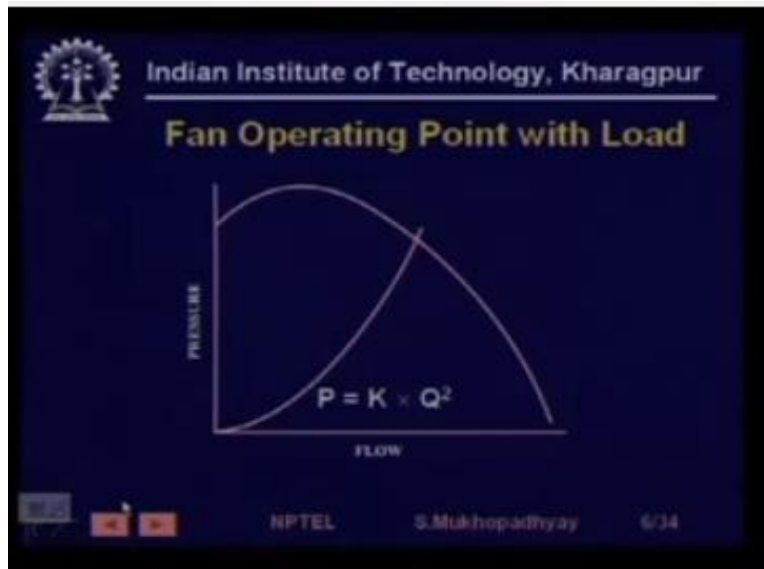 Indian Institute of Technology, Kharagpur
Fan Operating Point with Load
PRESSURE
P = K × Q²
FLOW
NPTEL S.Mukhopadhyay 6/34